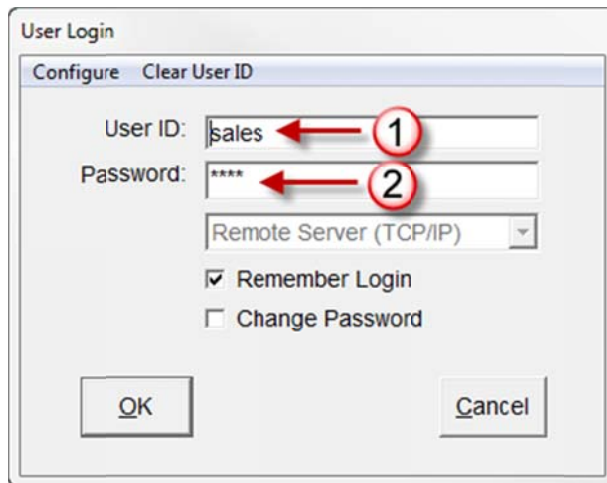 User Login
Configure Clear User ID
User ID: sales 1
Password: **** 2
Remote Server (TCP/IP)
Remember Login
Change Password
OK Cancel